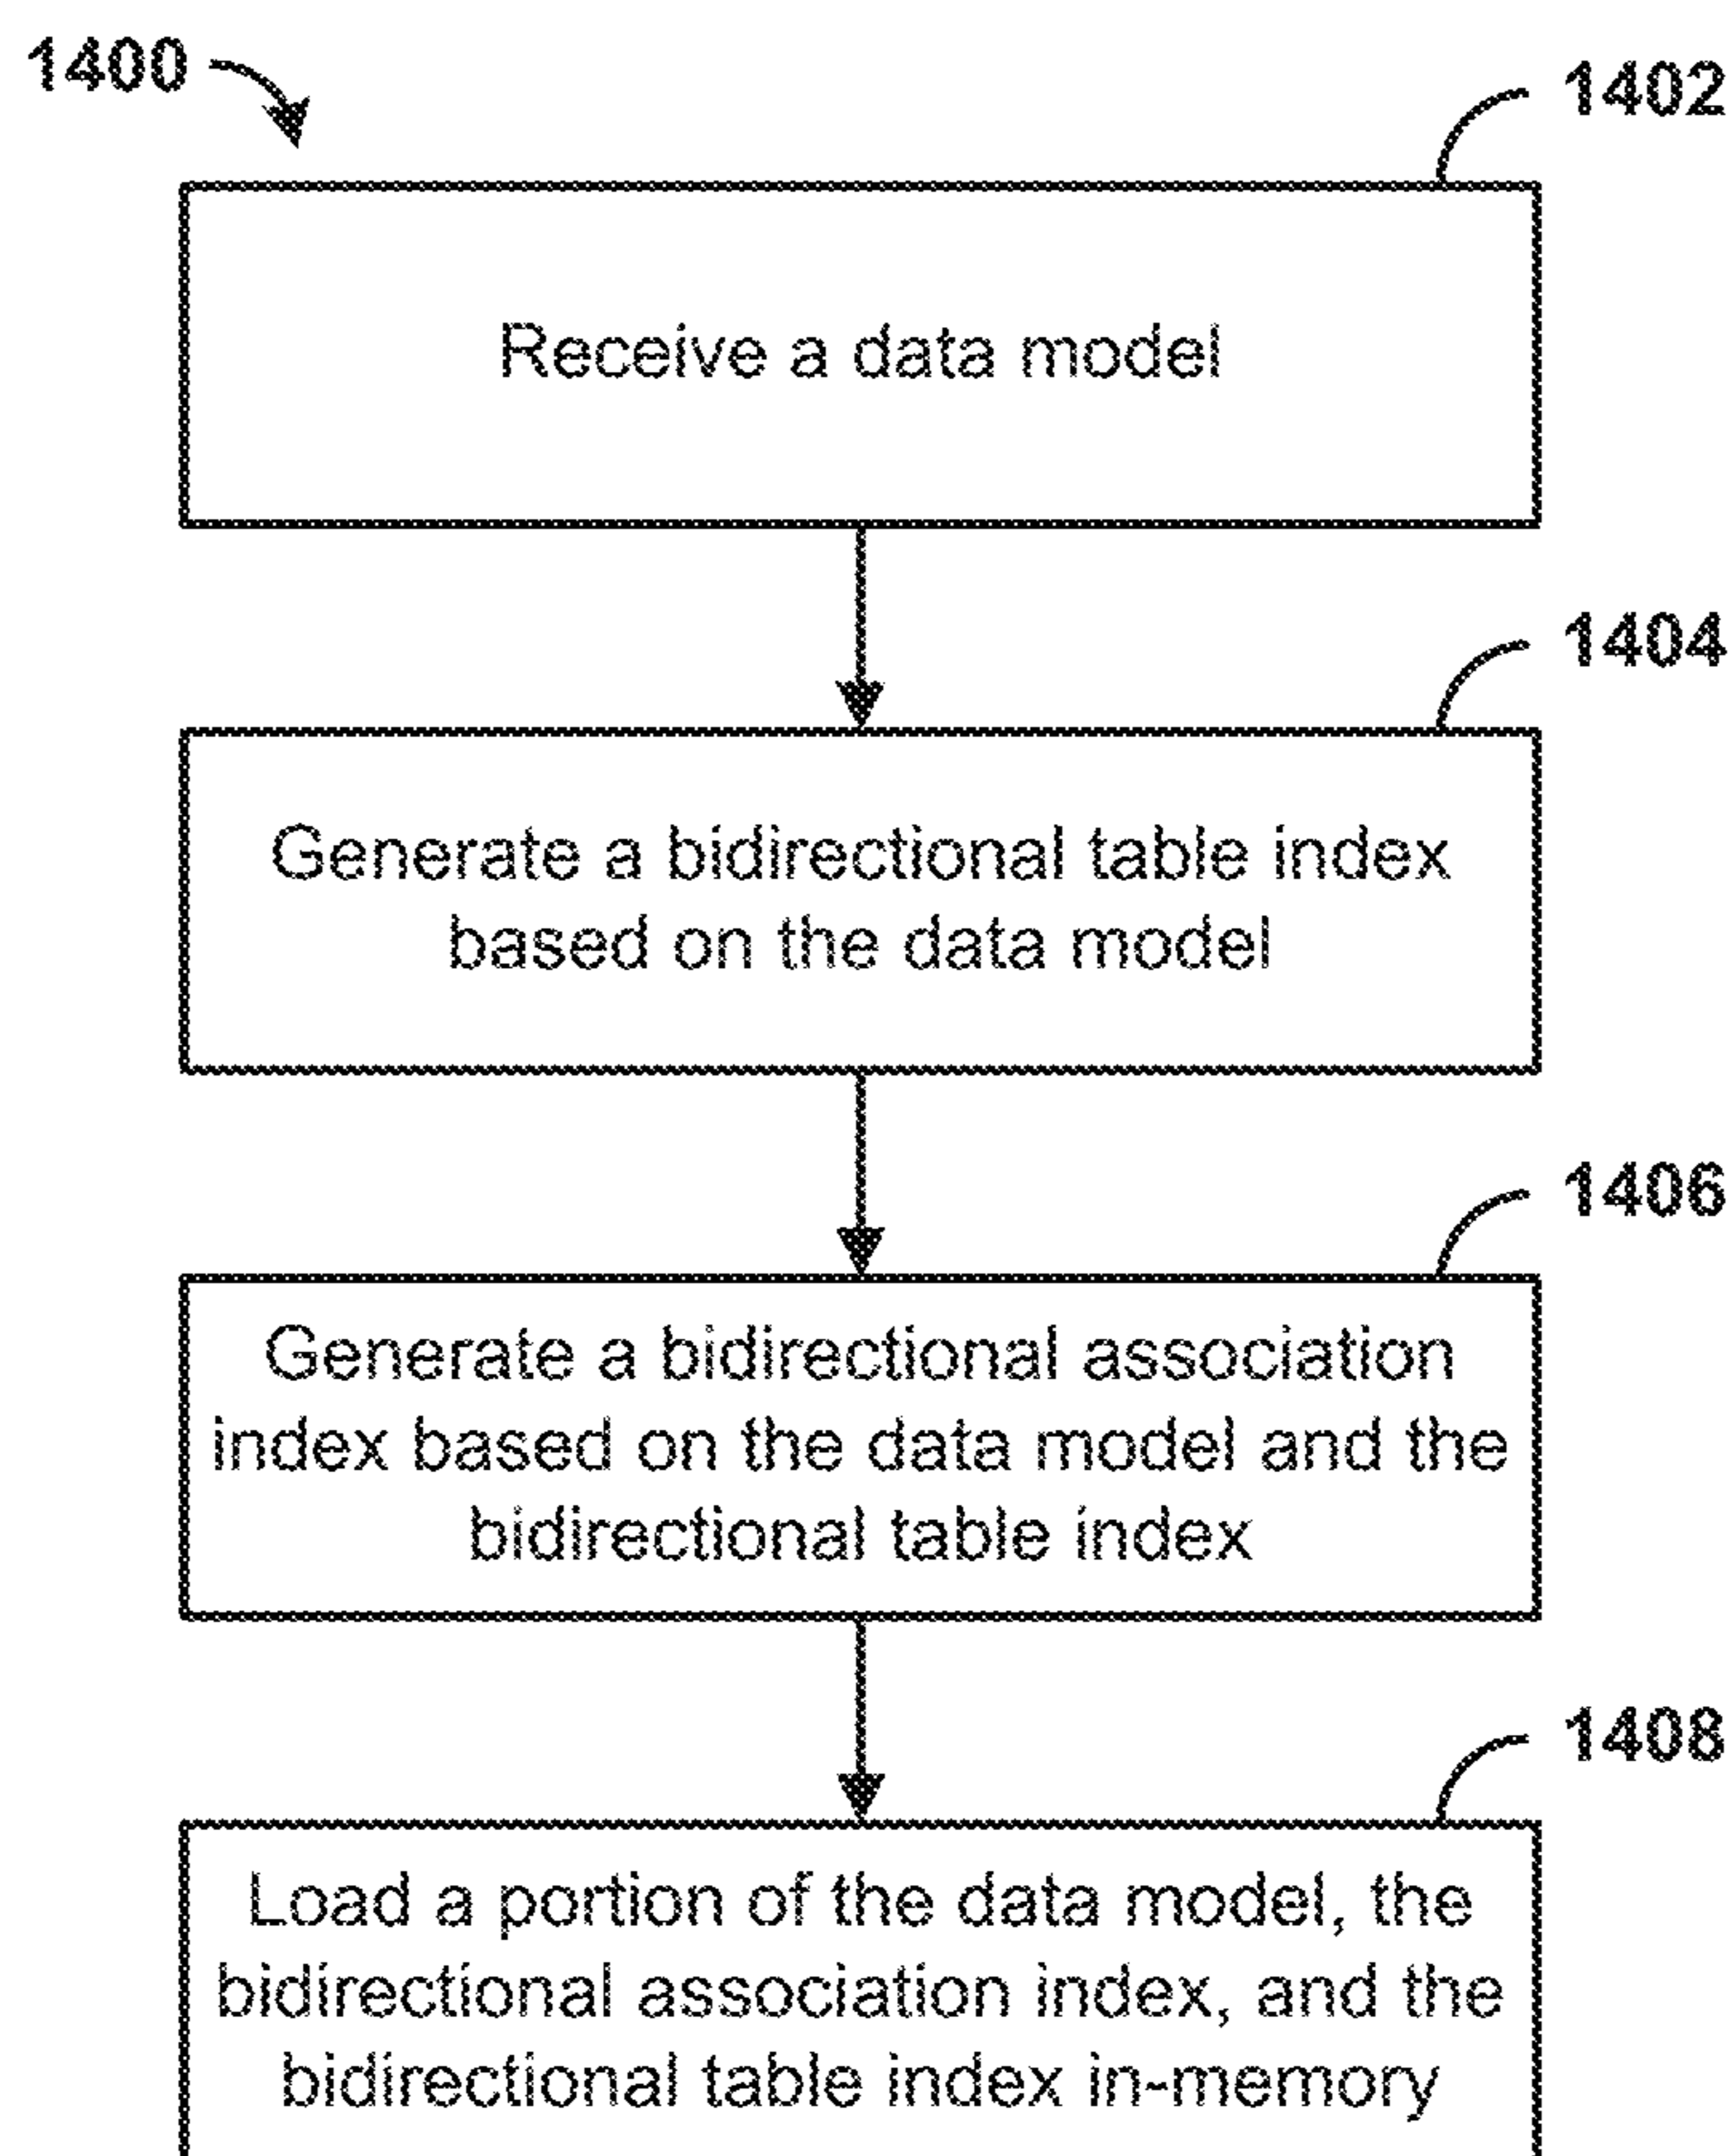 1400
1402
Receive a data model
1404
Generate a bidirectional table index
based on the data model
1406
Generate a bidirectional association
index based on the data model and the
bidirectional table index
1408
Load a portion of the data model, the
bidirectional association index, and the
bidirectional table index in-memory